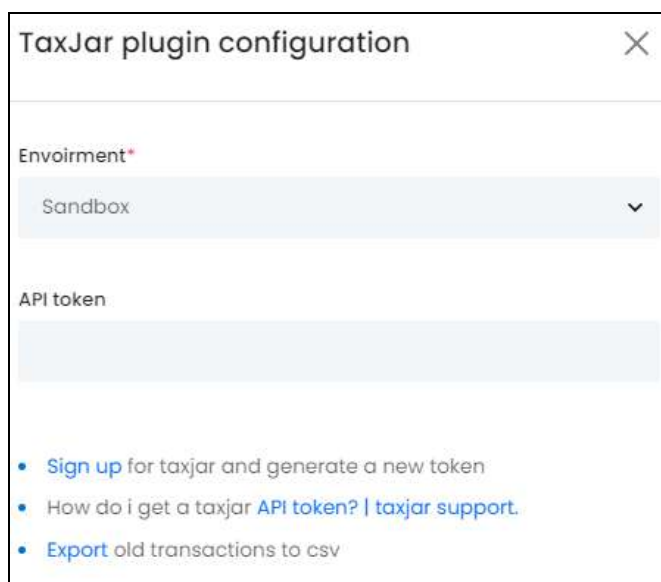 TaxJar plugin configuration
Envoirment*
Sandbox
API token
Sign up for taxjar and generate a new token
How do i get a taxjar API token? | taxjar support.
Export old transactions to csv